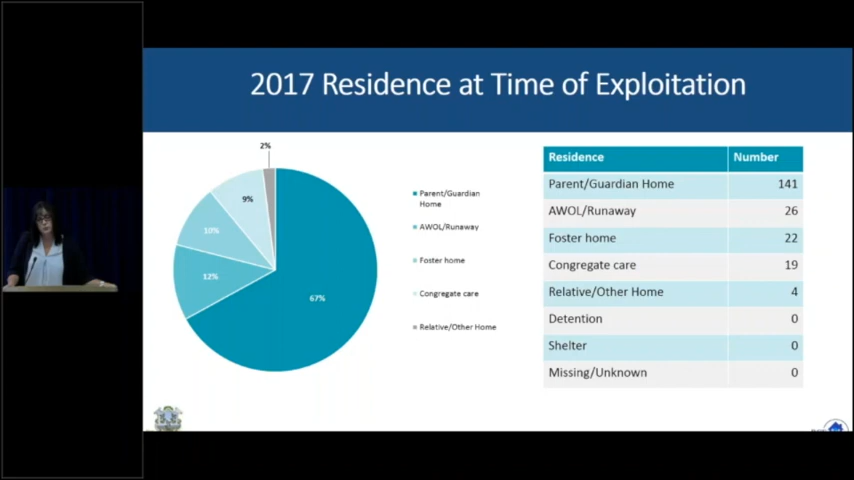 2017 Residence at Time of Exploitation
2%
9%
10%
12%
67%
Parent/Guardian
Home
AWOL/Runaway
Foster home
Congregate care
Relative/Other Home
Residence Number
Parent/Guardian Home 141
AWOL/Runaway 26
Foster home 22
Congregate care 19
Relative/Other Home 4
Detention 0
Shelter 0
Missing/Unknown 0